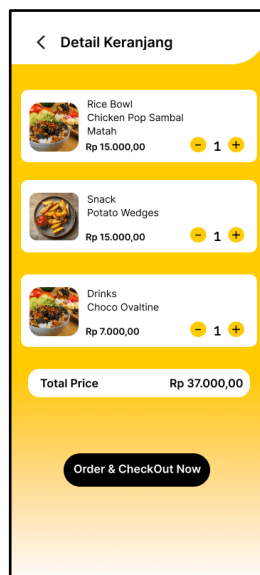 Detail Keranjang
Rice Bowl
Chicken Pop Sambal
Matah
Rp 15.000,00
- 1 +
Snack
Potato Wedges
Rp 15.000,00
- 1 +
Drinks
Choco Ovaltine
Rp 7.000,00
- 1 +
Total Price Rp 37.000,00
Order & CheckOut Now